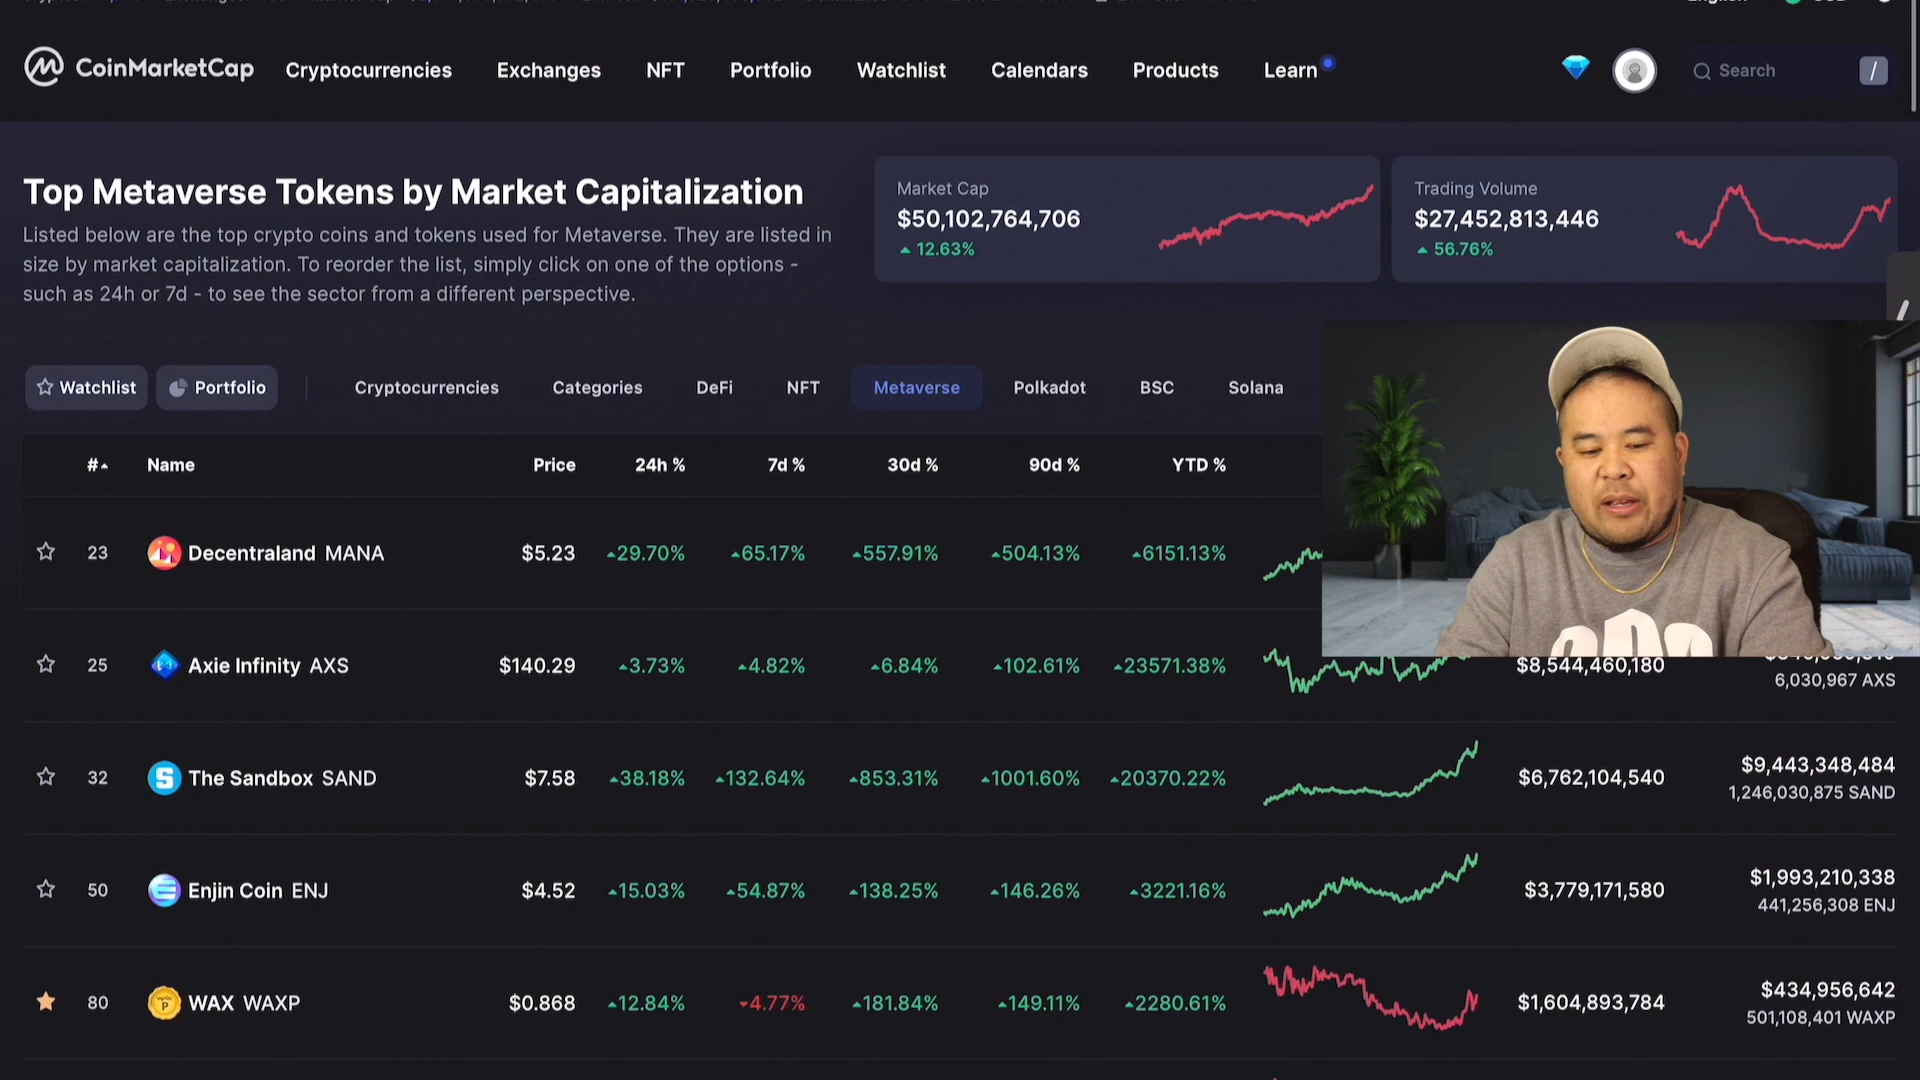 CoinMarketCap Cryptocurrencies Exchanges NFT Portfolio Watchlist Calendars Products Learn Search /
Top Metaverse Tokens by Market Capitalization
Listed below are the top crypto coins and tokens used for Metaverse. They are listed in
size by market capitalization. To reorder the list, simply click on one of the options -
such as 24h or 7d - to see the sector from a different perspective.
Market Cap
$50,102,764,706
12.63%
Trading Volume
$27,452,813,446
56.76%
Watchlist Portfolio Cryptocurrencies Categories DeFi NFT Metaverse Polkadot BSC Solana
# Name Price 24h % 7d % 30d % 90d % YTD %
23 Decentraland MANA $5.23 29.70% 65.17% 557.91% 504.13% 6151.13%
25 Axie Infinity AXS $140.29 3.73% 4.82% 6.84% 102.61% 23571.38% $8,544,460,180
6,030,967 AXS
32 The Sandbox SAND $7.58 38.18% 132.64% 853.31% 1001.60% 20370.22% $6,762,104,540 $9,443,348,484
1,246,030,875 SAND
50 Enjin Coin ENJ $4.52 15.03% 54.87% 138.25% 146.26% 3221.16% $3,779,171,580 $1,993,210,338
441,256,308 ENJ
80 WAX WAXP $0.868 12.84% 4.77% 181.84% 149.11% 2280.61% $1,604,893,784 $434,956,642
501,108,401 WAXP